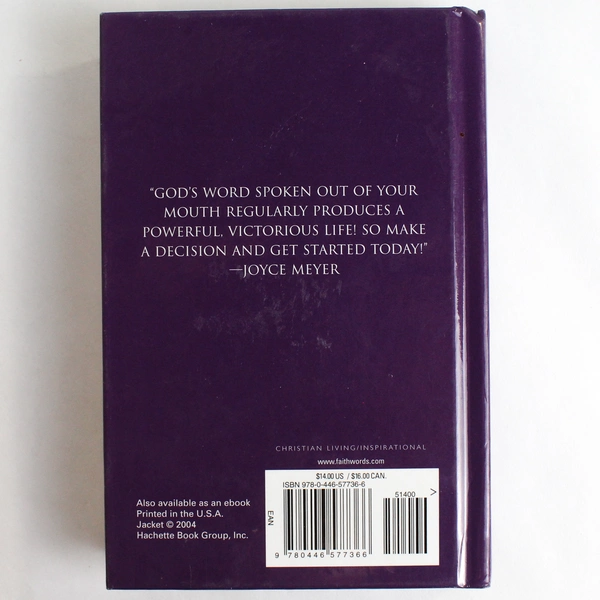 “GOD’S WORD SPOKEN OUT OF YOUR
MOUTH REGULARLY PRODUCES A
POWERFUL, VICTORIOUS LIFE! SO MAKE
A DECISION AND GET STARTED TODAY!”
—JOYCE MEYER
CHRISTIAN LIVING/INSPIRATIONAL
www.faithwords.com
$14.00 US / $16.00 CAN.
ISBN 978-0-446-57736-6
51400 >
EAN
9 780446 577366
Also available as an ebook
Printed in the U.S.A.
Jacket © 2004
Hachette Book Group, Inc.